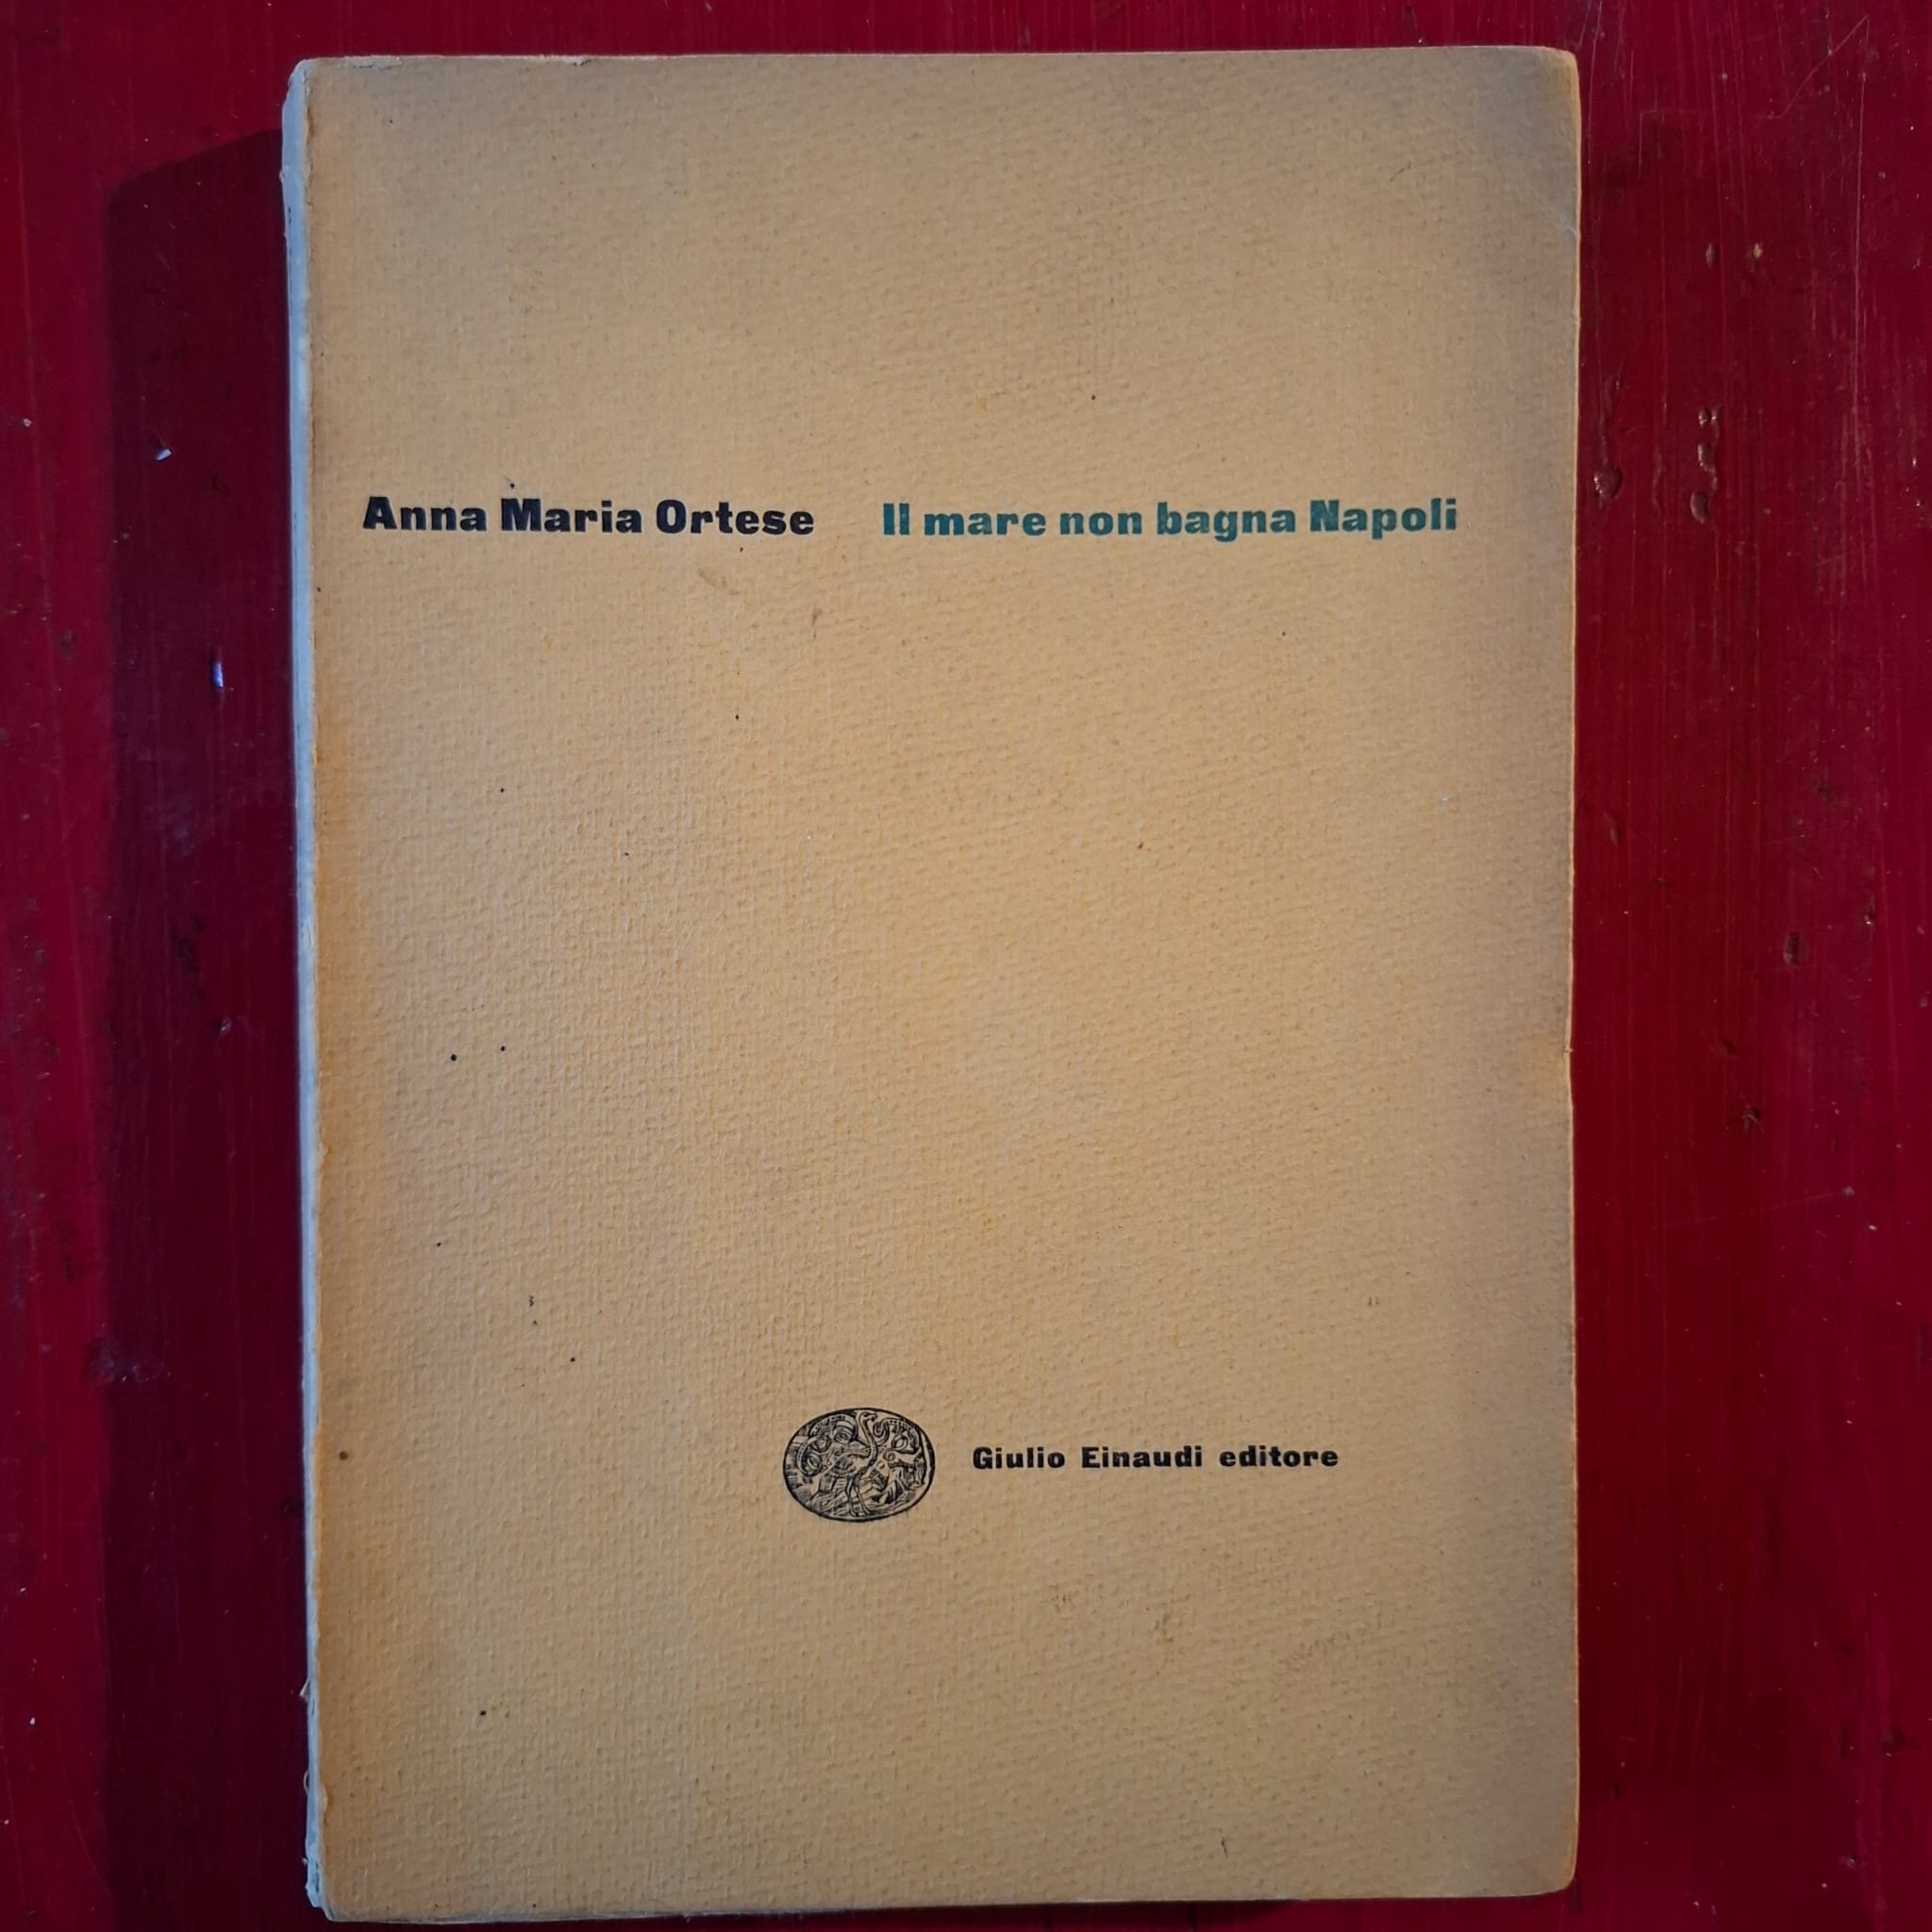 Anna Maria Ortese Il mare non bagna Napoli
Giulio Einaudi editore